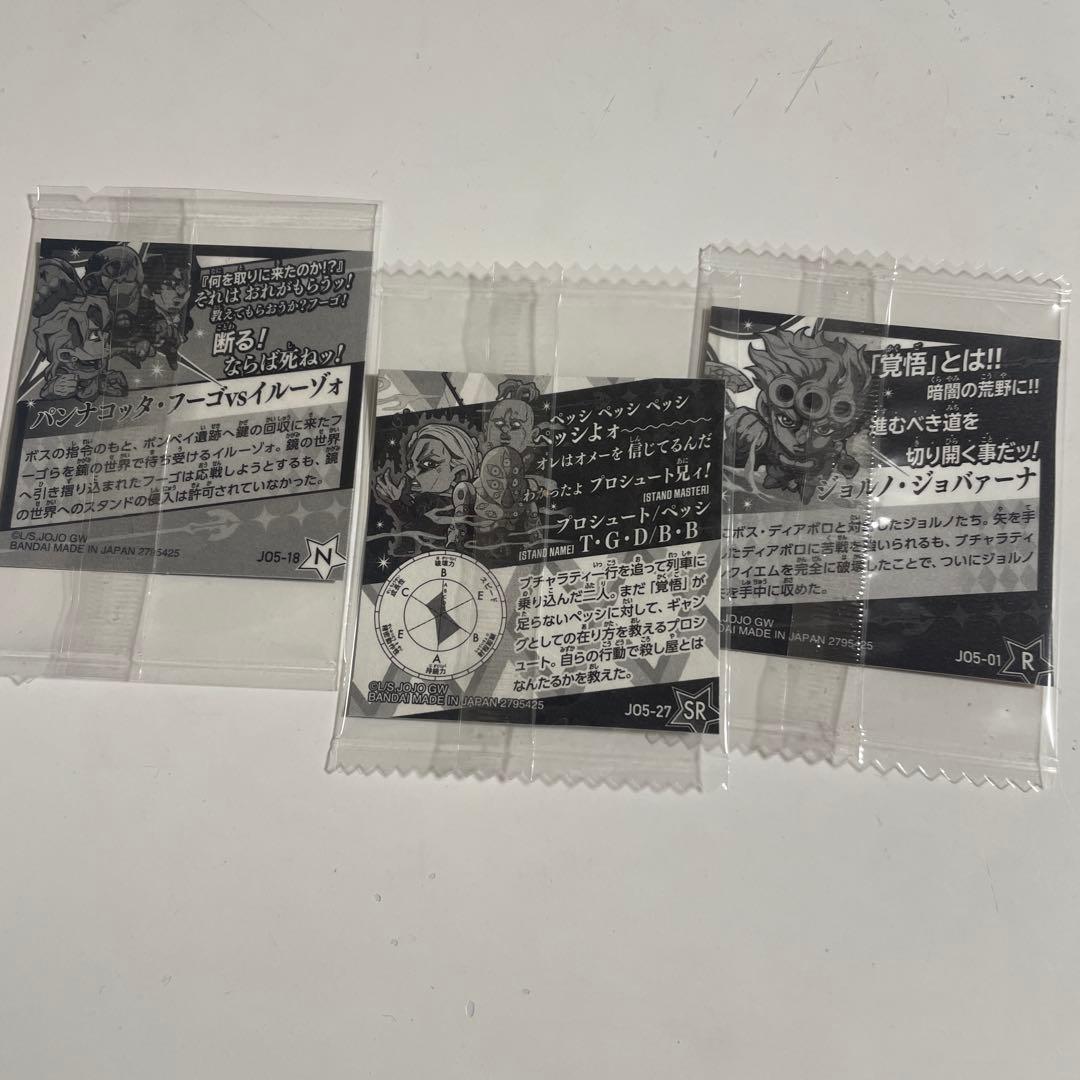 『何を取りに来たのか!?』
それは おれがもらうッ!
教えてもらおうか?フーゴ!
断る!
ならば死ねッ!
パンナコッタ・フーゴvsイルーゾォ
ボスの指令のもと、ポンペイ遺跡へ鍵の回収に来たフ
ーゴらを鏡の世界で待ち受けるイルーゾォ。鏡の世界
へ引き摺り込まれたフーゴは応戦しようとするも、鏡
の世界へのスタンドの侵入は許可されていなかった。
©L/S,JOJO GW
BANDAI MADE IN JAPAN 2795425
JO5-18 N
ペッシ ペッシ ペッシ
ペッシよォ〜〜〜〜〜
オレはオメーを 信じてるんだ
わかったよ プロシュート兄ィ!
[STAND MASTER]
プロシュート/ペッシ
[STAND NAME] T・G・D/B・B
破壊力
B
スピード
E
射程距離
B
持続力
A
精密動作性
E
成長性
C
A B C D E
ブチャラティ一行を追って列車に
乗り込んだ二人。まだ「覚悟」が
足らないペッシに対して、ギャン
グとしての在り方を教えるプロシ
ュート。自らの行動で殺し屋とは
なんたるかを教えた。
©L/S,JOJO GW
BANDAI MADE IN JAPAN 2795425
JO5-27 SR
「覚悟」とは!!
暗闇の荒野に!!
進むべき道を
切り開く事だッ!
ジョルノ・ジョバァーナ
にボス・ディアボロと対峙したジョルノたち。矢を手
したディアボロに苦戦を強いられるも、ブチャラティ
クイエムを完全に破壊したことで、ついにジョルノ
を手中に収めた。
©L/S,JOJO GW
BANDAI MADE IN JAPAN 2795425
JO5-01 R